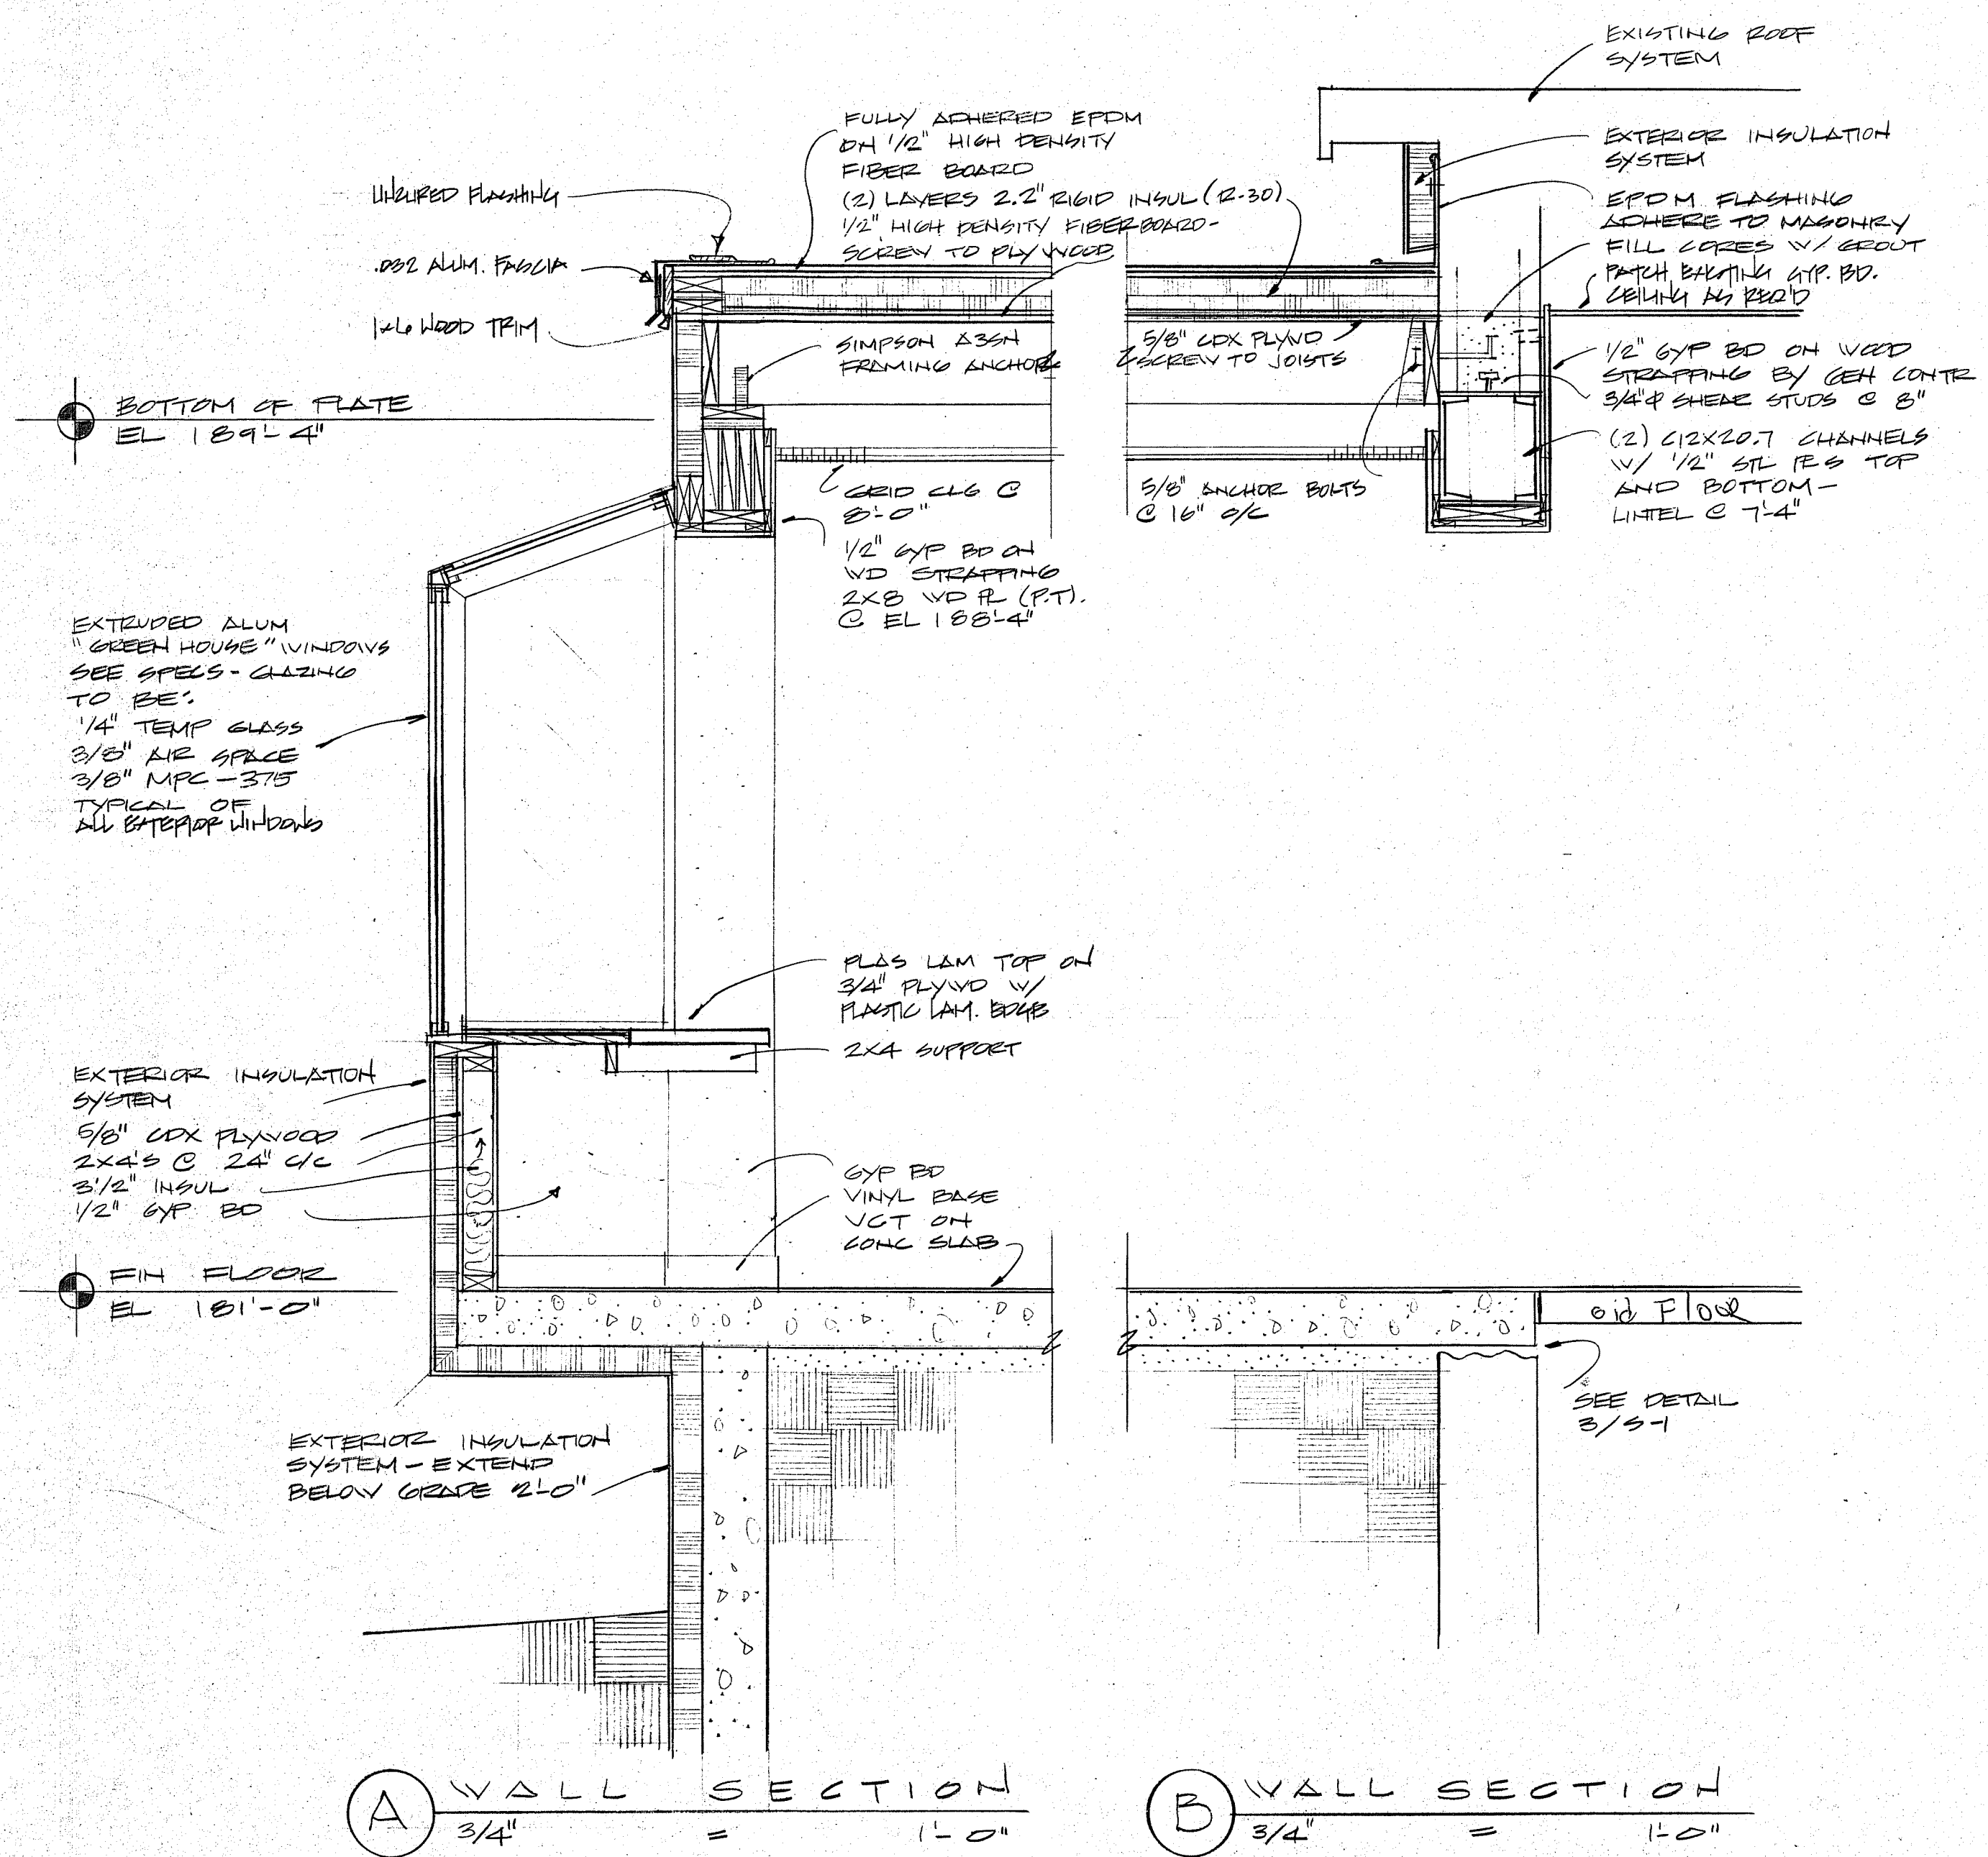 EXISTING ROOF
SYSTEM
FULLY ADHERED EPDM
ON 1/2" HIGH DENSITY
FIBER BOARD
(2) LAYERS 2.2" RIGID INSUL (R-30)
1/2" HIGH DENSITY FIBERBOARD-
SCREW TO PLYWOOD
EXTERIOR INSULATION
SYSTEM
EPDM FLASHING
ADHERE TO MASONRY
FILL CORES W/ GROUT
PATCH EXISTING GYP. BD.
CEILING AS REQ'D
UNCURED FLASHING
.032 ALUM. FASCIA
1x6 WOOD TRIM
SIMPSON A35N
FRAMING ANCHORS
5/8" CDX PLYWD
SCREW TO JOISTS
1/2" GYP BD ON WOOD
STRAPPING BY GEN CONTR
3/4"φ SHEAR STUDS @ 8"
BOTTOM OF PLATE
EL 189'-4"
(2) C12X20.7 CHANNELS
W/ 1/2" STL PLS TOP
AND BOTTOM-
LINTEL @ 7'-4"
GRID CLG @
8'-0"
5/8" ANCHOR BOLTS
@ 16" O/C
1/2" GYP BD ON
WD STRAPPING
2X8 WD PL (P.T).
@ EL 188'-4"
EXTRUDED ALUM
"GREEN HOUSE" WINDOWS
SEE SPECS - GLAZING
TO BE:
1/4" TEMP GLASS
3/8" AIR SPACE
3/8" MPC-375
TYPICAL OF
ALL EXTERIOR WINDOWS
PLAS LAM TOP ON
3/4" PLYWD W/
PLASTIC LAM. EDGE
2X4 SUPPORT
EXTERIOR INSULATION
SYSTEM
5/8" CDX PLYWOOD
2X4'S @ 24" C/C
3 1/2" INSUL
1/2" GYP BD
GYP BD
VINYL BASE
VCT ON
CONC SLAB
FIN FLOOR
EL 181'-0"
old Floor
SEE DETAIL
3/S-1
EXTERIOR INSULATION
SYSTEM - EXTEND
BELOW GRADE 2'-0"
A WALL SECTION
3/4" = 1'-0"
B WALL SECTION
3/4" = 1'-0"